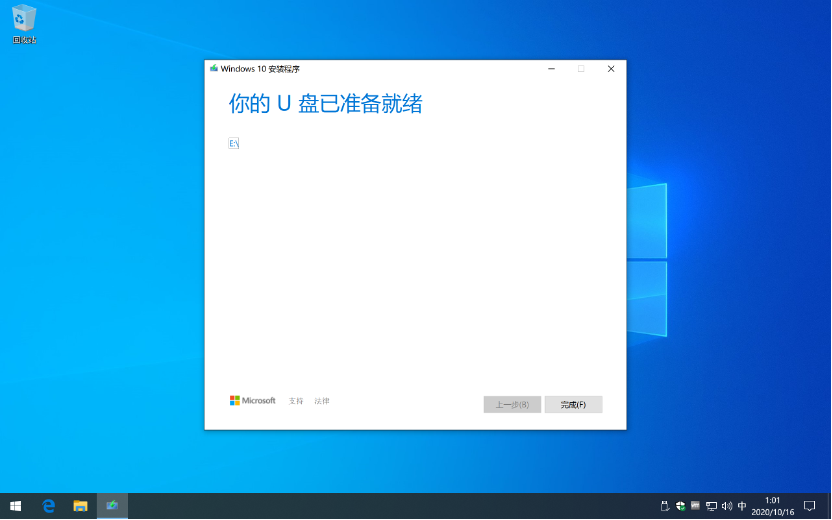 回收站
Windows 10 安装程序
你的 U 盘已准备就绪
E:\
Microsoft
支持
法律
上一步(B)
完成(F)
中
1:01
2020/10/16